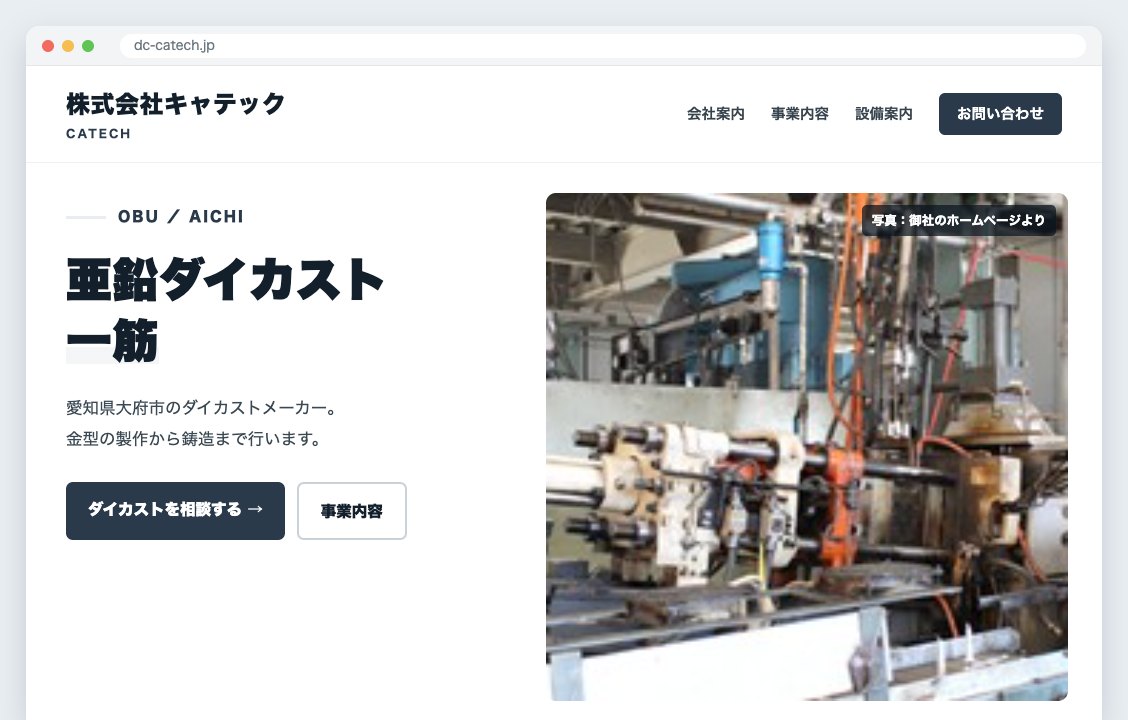 dc-catech.jp
株式会社キャテック
CATECH
会社案内 事業内容 設備案内 お問い合わせ
OBU ／ AICHI
亜鉛ダイカスト
一筋
愛知県大府市のダイカストメーカー。
金型の製作から鋳造まで行います。
ダイカストを相談する →
事業内容
写真：御社のホームページより